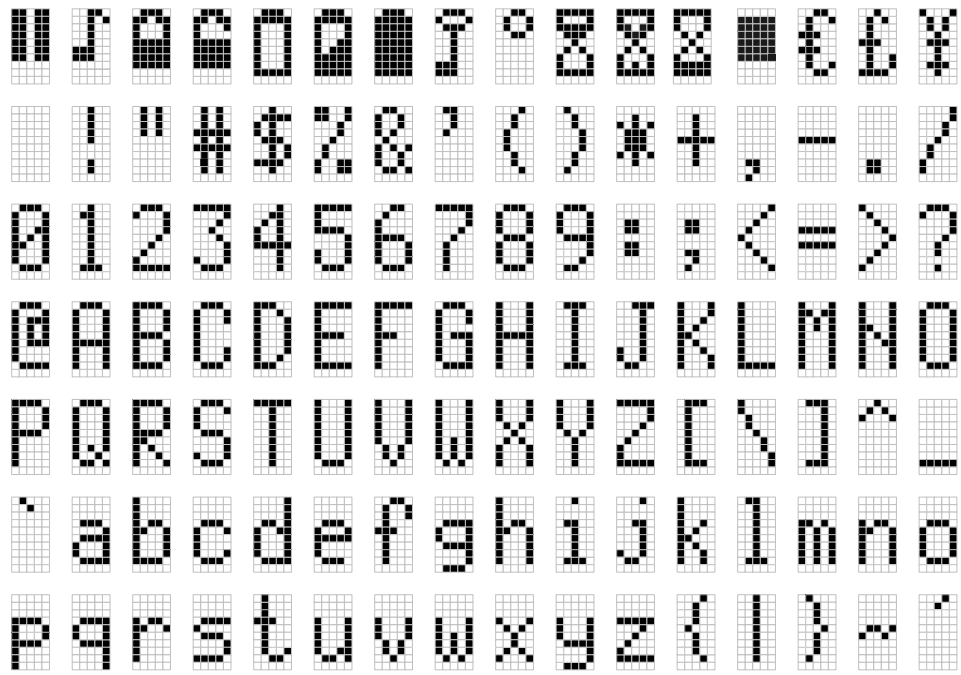 ∫ ° € £ ¥
! " # $ % & ' ( ) * + , - . /
0 1 2 3 4 5 6 7 8 9 : ; < = > ?
@ A B C D E F G H I J K L M N O
P Q R S T U V W X Y Z [ \ ] ^ _
` a b c d e f g h i j k l m n o
p q r s t u v w x y z { | } ~ ´